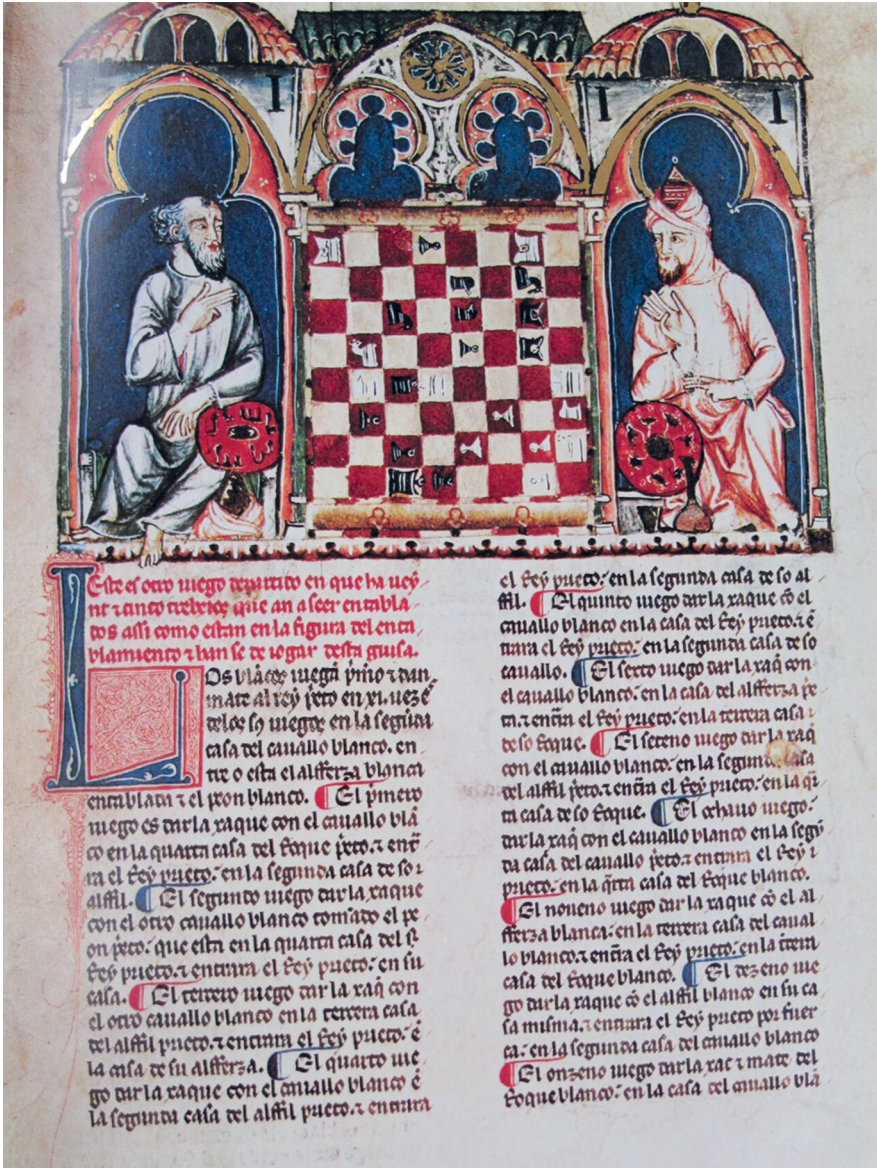 Este es otro iuego departido en que ha uey
nt ⁊ cinco trebeios que an a seer entabla
dos assi como estan en la figura del enta
blamiento ⁊ han se de iogar desta guisa.
Los blancos iuegan primo ⁊ dan
mate al rey prieto en xi. uezes
delos sos iuegos en la segunda
casa del cauallo blanco. en
tre o esta el alfferza blanca
entablada ⁊ el peon blanco. El primero
iuego es dar la xaque con el cauallo blan
co en la quarta casa del Roque prieto. ⁊ entra
ra el Rey prieto. en la segunda casa de so
alffil. El segundo iuego dar la xaque
con el otro cauallo blanco tomado el pe
on prieto. que esta en la quarta casa del
Rey prieto. ⁊ entrara el Rey prieto. en su
casa. El tercero iuego dar la xaque con
el otro cauallo blanco en la tercera casa
del alffil prieto. ⁊ entrara el Rey prieto. en
la casa de su alfferza. El quarto iue
go dar la xaque con el cauallo blanco en
la segunda casa del alffil prieto. ⁊ entrara
el Rey prieto. en la segunda casa de so al
ffil. El quinto iuego dar la xaque con el
cauallo blanco en la casa del Rey prieto. ⁊ en
trara el Rey prieto. en la segunda casa de so
cauallo. El sexto iuego dar la xaque con
el cauallo blanco. en la casa del alfferza prie
ta. ⁊ entrara el Rey prieto. en la tercera casa
de so Roque. El seteno iuego dar la xaque
con el cauallo blanco. en la segunda casa
del alffil prieto. ⁊ entrara el Rey prieto. en la quar
ta casa de so Roque. El ochauo iuego.
dar la xaque con el cauallo blanco en la segun
da casa del cauallo prieto. ⁊ entrara el Rey
prieto. en la quarta casa del Roque blanco.
El noueno iuego dar la xaque con el al
fferza blanca. en la tercera casa del caual
lo blanco. ⁊ entrara el Rey prieto. en la tercera
casa del Roque blanco. El dezeno iue
go dar la xaque con el alffil blanco en su ca
sa misma. ⁊ entrara el Rey prieto por fuer
ca. en la segunda casa del cauallo blanco
El onzeno iuego dar la xac ⁊ mate del
Roque blanco. en la casa del cauallo blan